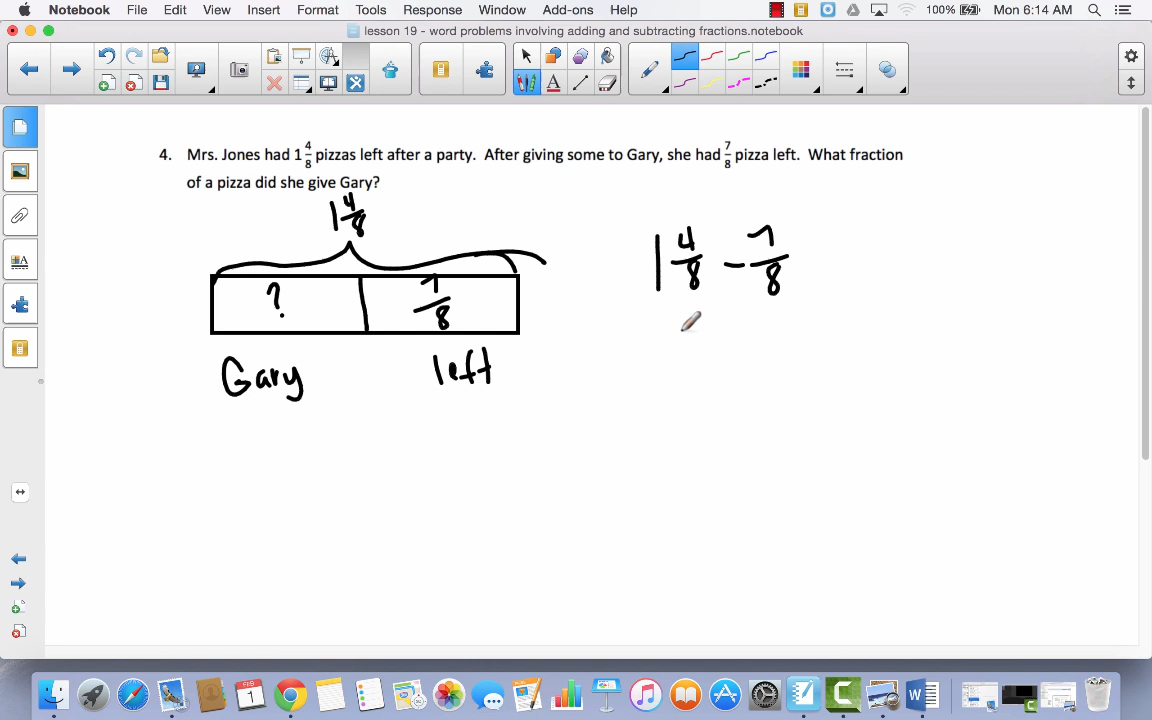 Notebook File Edit View Insert Format Tools Response Window Add-ons Help 100% Mon 6:14 AM
lesson 19 - word problems involving adding and subtracting fractions.notebook
4. Mrs. Jones had 1 4/8 pizzas left after a party. After giving some to Gary, she had 7/8 pizza left. What fraction
of a pizza did she give Gary?
1 4/8
1 4/8 - 7/8
? 7/8
Gary left
FEB
1